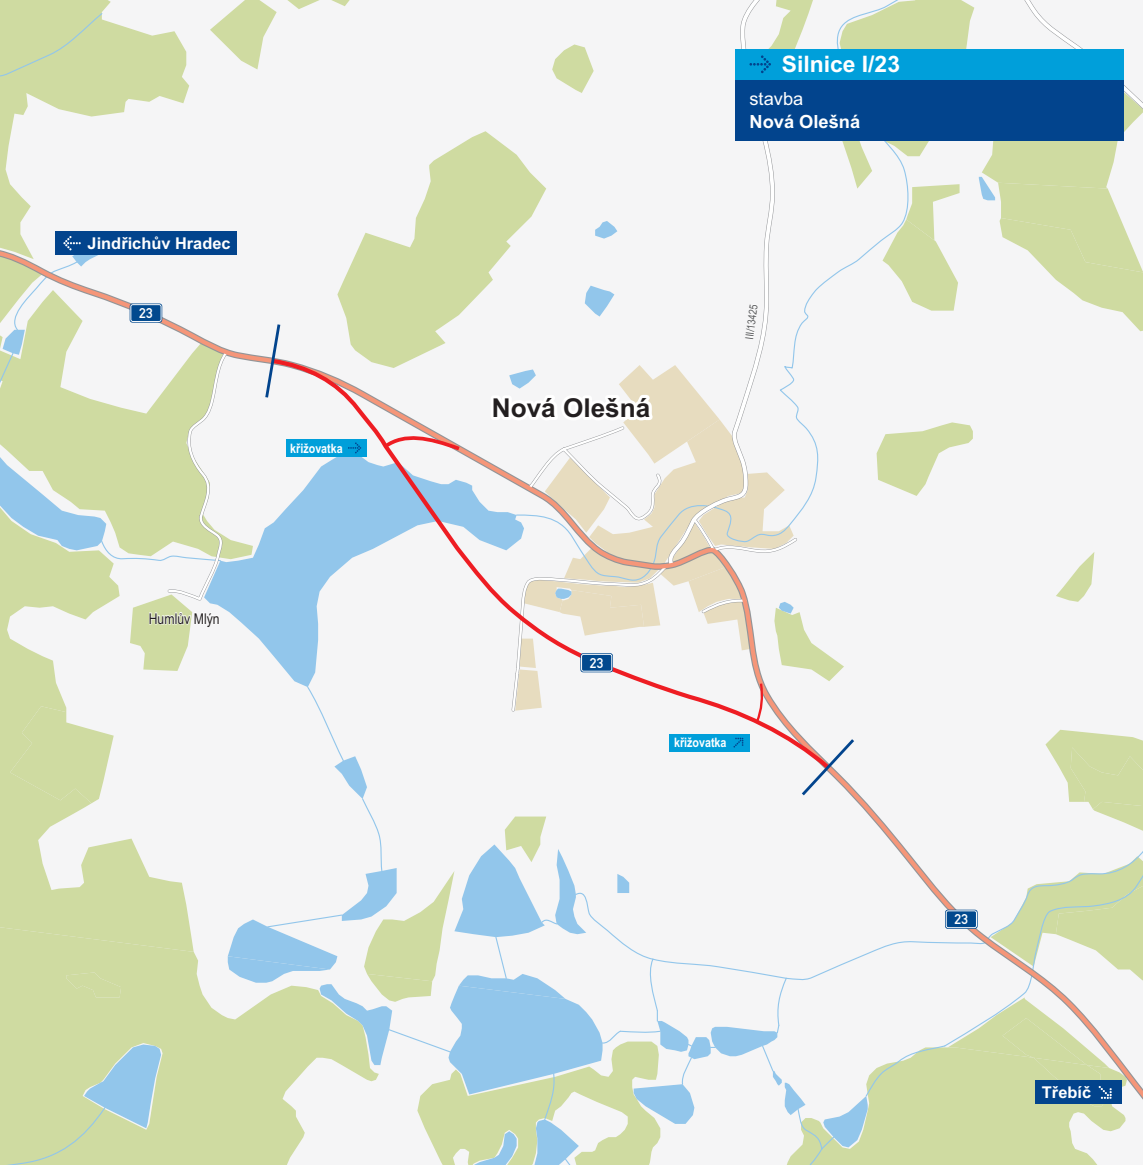 Silnice I/23
stavba
Nová Olešná
Jindřichův Hradec
23
III/13425
Nová Olešná
křižovatka
Humlův Mlýn
23
křižovatka
23
Třebíč